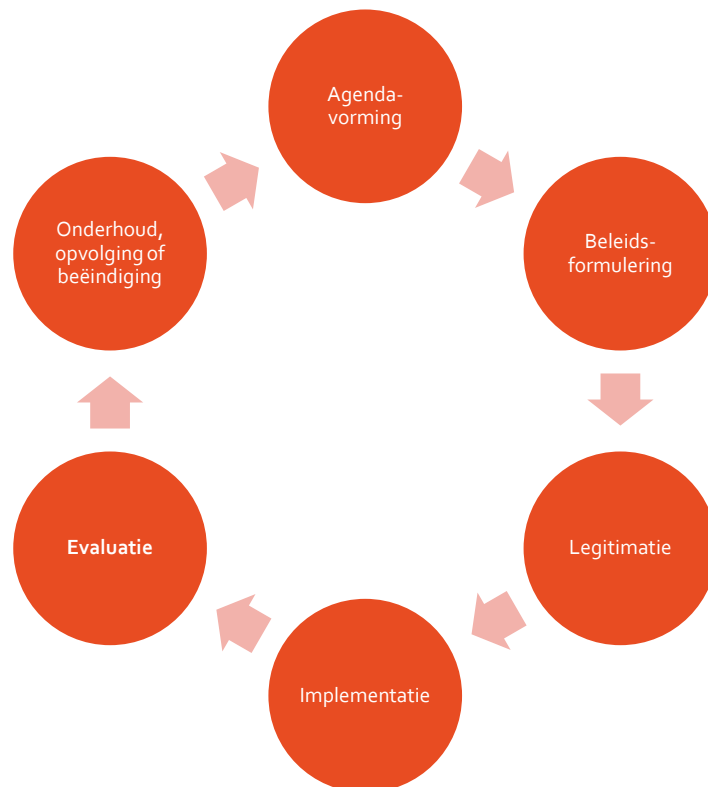 Agenda-
vorming
Beleids-
formulering
Legitimatie
Implementatie
Evaluatie
Onderhoud,
opvolging of
beëindiging